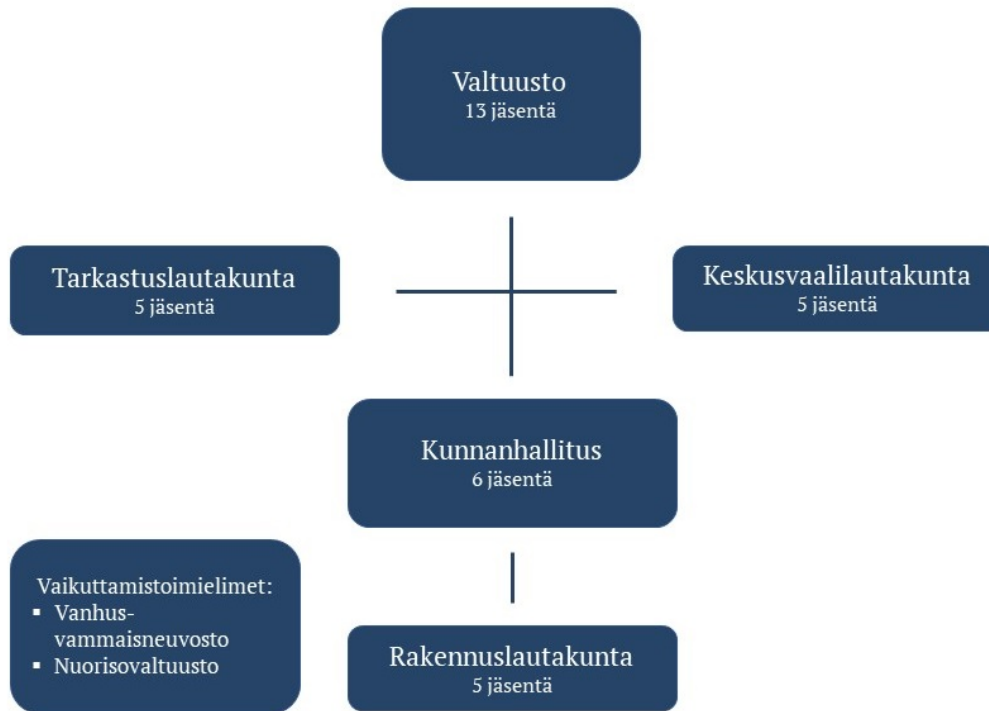 Valtuusto
13 jäsentä
Tarkastuslautakunta
5 jäsentä
Keskusvaalilautakunta
5 jäsentä
Kunnanhallitus
6 jäsentä
Vaikuttamistoimielimet:
▪ Vanhus-
vammaisneuvosto
▪ Nuorisovaltuusto
Rakennuslautakunta
5 jäsentä